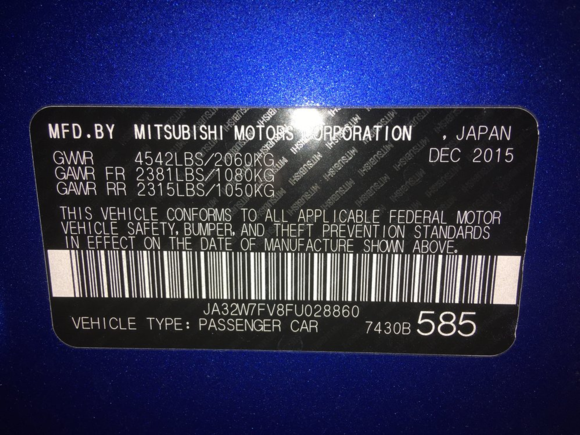 MFD.BY MITSUBISHI MOTORS CORPORATION , JAPAN
GVWR 4542LBS/2060KG DEC 2015
GAWR FR 2381LBS/1080KG
GAWR RR 2315LBS/1050KG
THIS VEHICLE CONFORMS TO ALL APPLICABLE FEDERAL MOTOR
VEHICLE SAFETY, BUMPER, AND THEFT PREVENTION STANDARDS
IN EFFECT ON THE DATE OF MANUFACTURE SHOWN ABOVE.
JA32W7FV8FU028860
VEHICLE TYPE: PASSENGER CAR 7430B 585